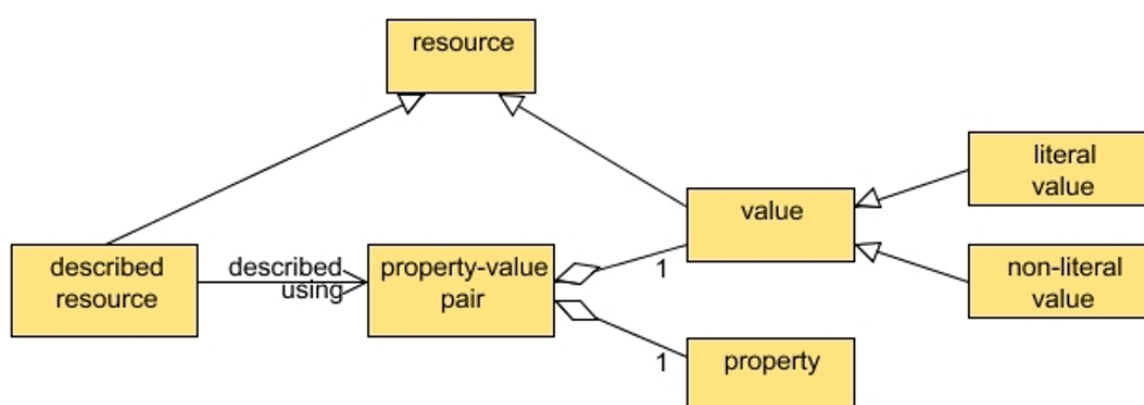 resource
literal
value
value
described
resource
described
using
property-value
pair
1
non-literal
value
1
property